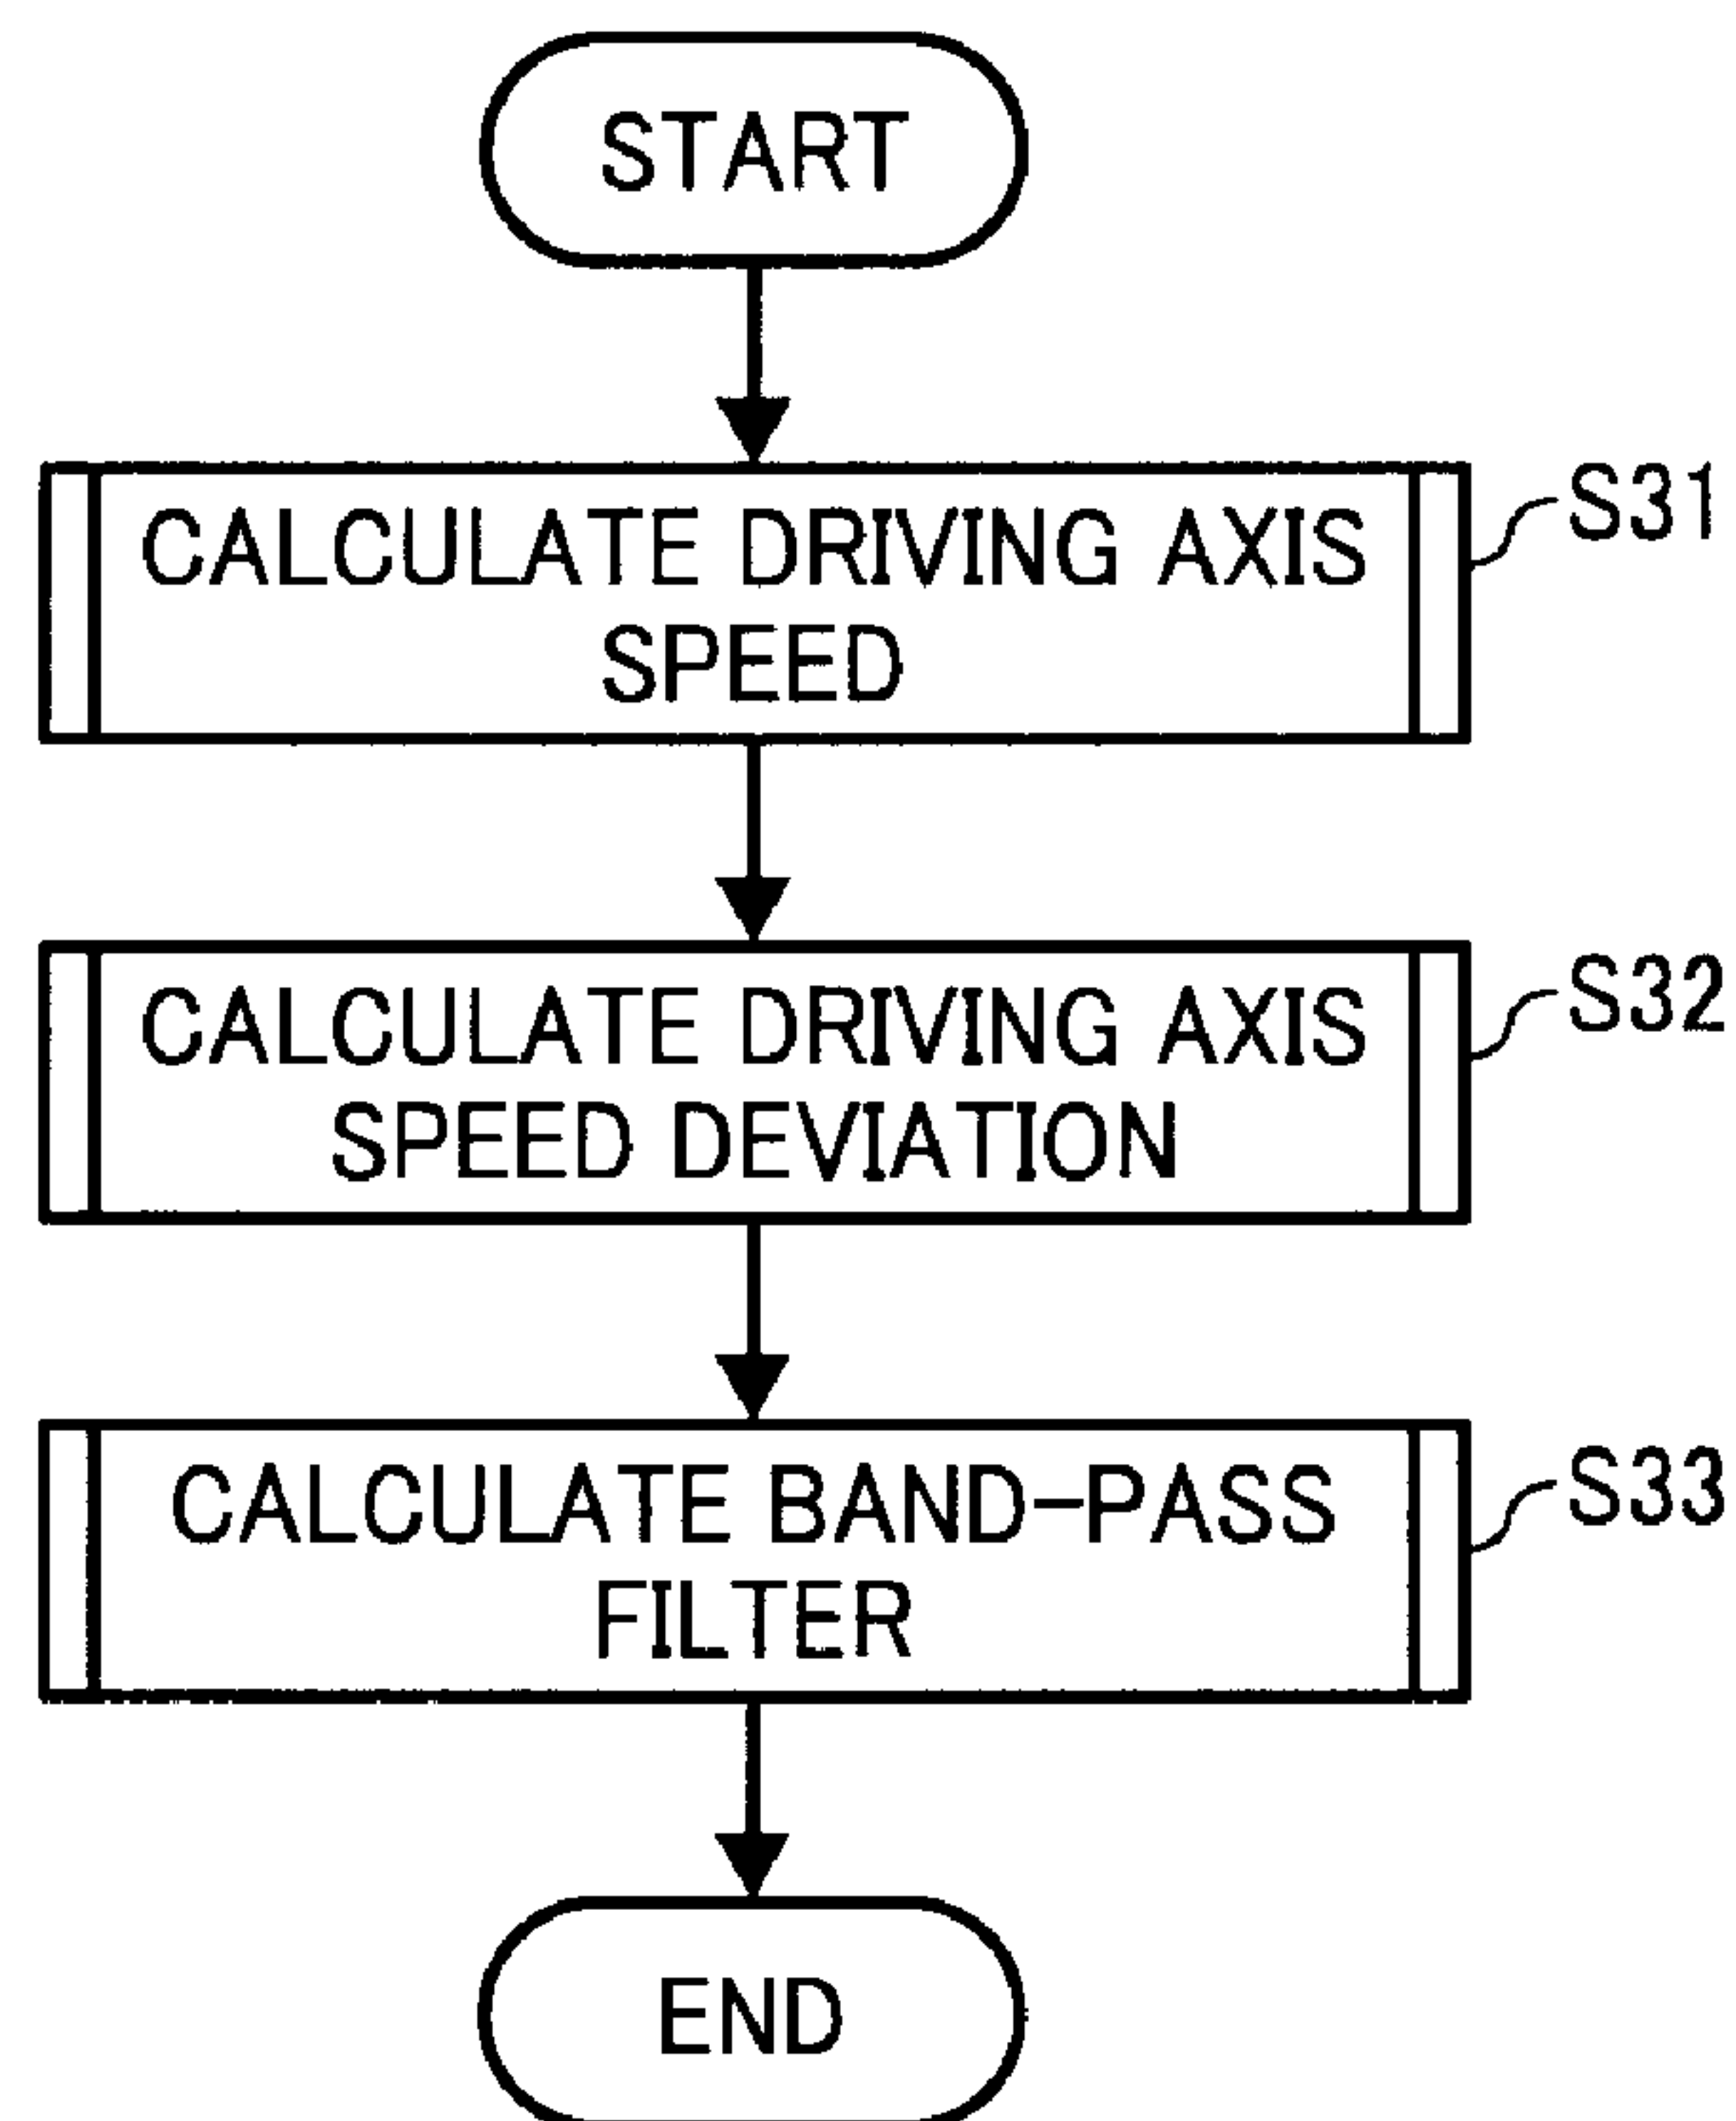 START
CALCULATE DRIVING AXIS
SPEED
S31
CALCULATE DRIVING AXIS
SPEED DEVIATION
S32
CALCULATE BAND-PASS
FILTER
S33
END